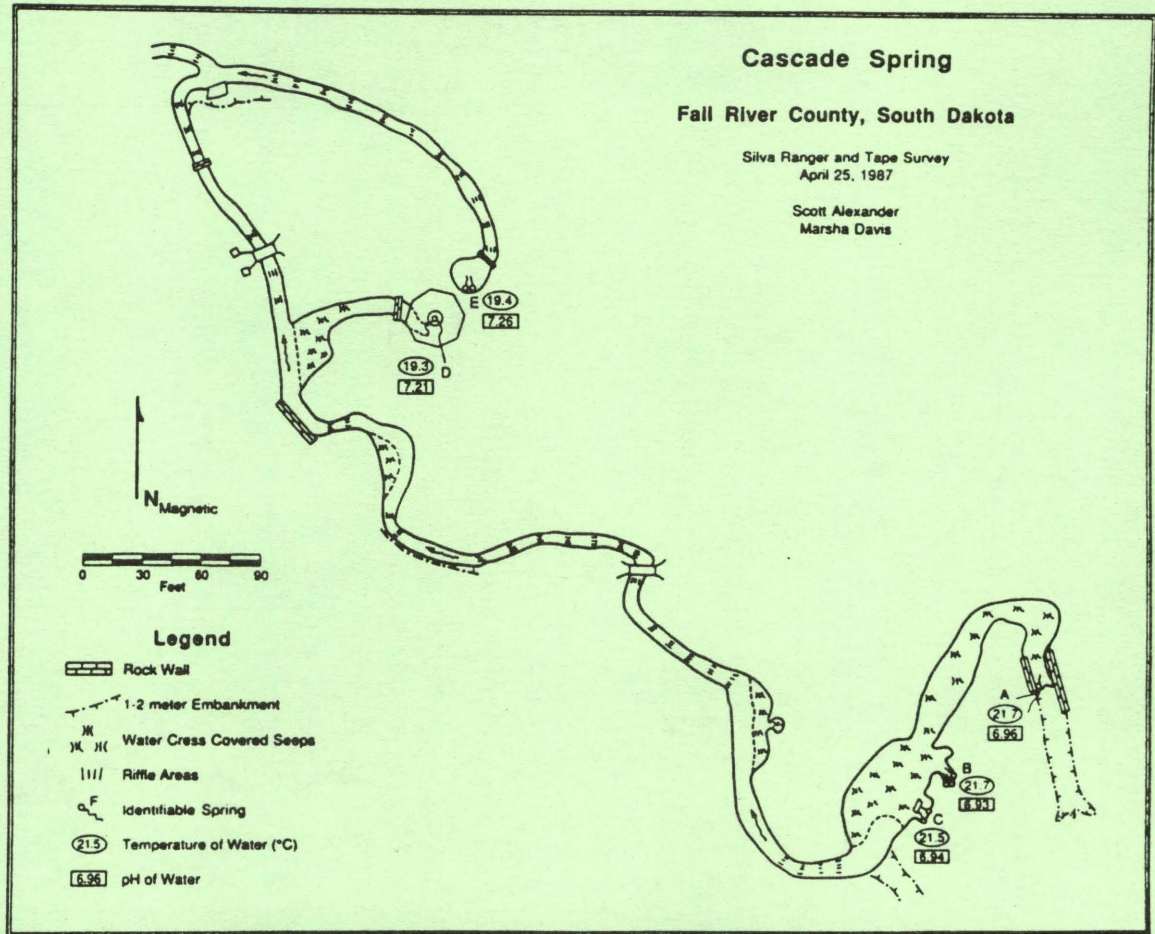 Cascade Spring
Fall River County, South Dakota
Silva Ranger and Tape Survey
April 25, 1987
Scott Alexander
Marsha Davis
E 19.4
7.26
19.3 D
7.21
N Magnetic
0 30 60 90
Feet
A
21.7
6.96
B
21.7
6.93
C
21.5
6.94
Legend
Rock Wall
1-2 meter Embankment
Water Cress Covered Seeps
Riffle Areas
F
Identifiable Spring
21.5 Temperature of Water (°C)
6.96 pH of Water